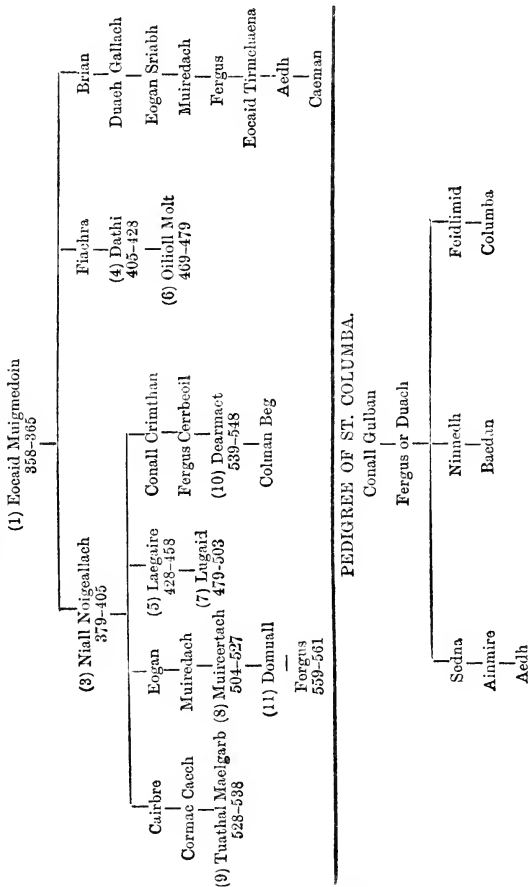 (1) Eocaid Muigmedoin
358–365
(3) Niall Noigeallach
379–405
Fiachra
Brian
(4) Dathi
405–428
(6) Oilioll Molt
469–479
Duach Gallach
Eogan Sriabh
Muiredach
Fergus
Eocaid Tirmchaena
Aedh
Caeman
Cairbre
Cormac Caech
(9) Tuathal Maelgarb
528–538
Eogan
Muiredach
(8) Muircertach
504–527
(11) Domuall
Fergus
559–561
(5) Laegaire
428–458
(7) Lugaid
479–503
Conall Crimthan
Fergus Cerrbeoil
(10) Dearmact
539–548
Colman Beg
PEDIGREE OF ST. COLUMBA.
Conall Gulban
Fergus or Duach
Sedna
Ainmire
Aedh
Ninnedh
Baedan
Feidlimid
Columba